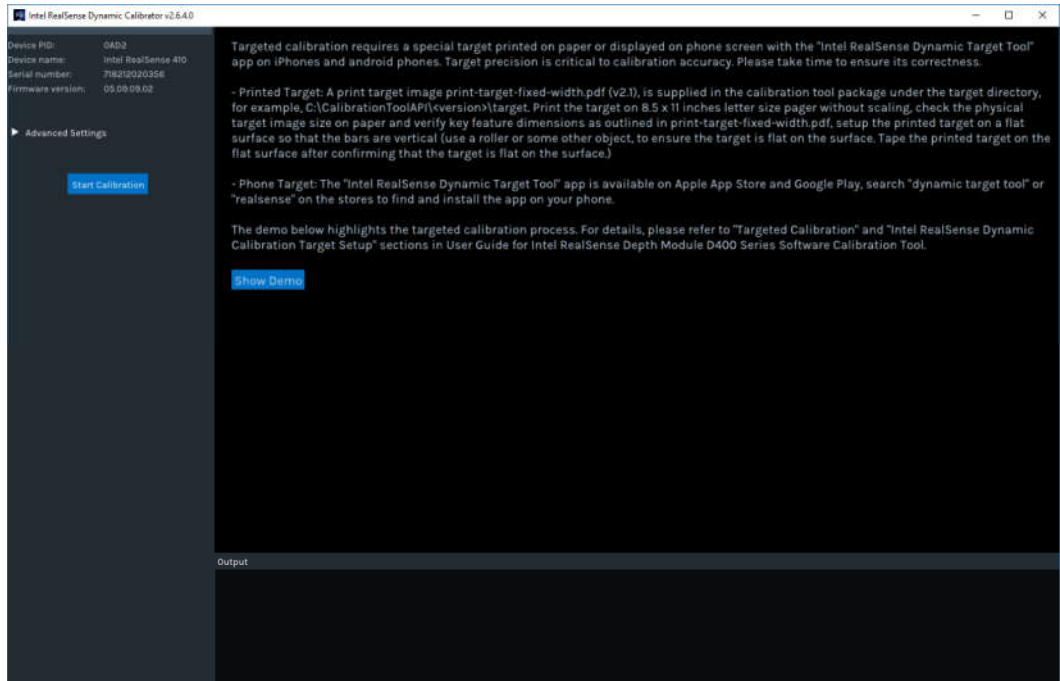 Intel RealSense Dynamic Calibrator v2.6.4.0
Device PID: 0AD2
Device name: Intel RealSense 410
Serial number: 718212020356
Firmware version: 05.09.09.02
Advanced Settings
Start Calibration
Targeted calibration requires a special target printed on paper or displayed on phone screen with the "Intel RealSense Dynamic Target Tool"
app on iPhones and android phones. Target precision is critical to calibration accuracy. Please take time to ensure its correctness.
- Printed Target: A print target image print-target-fixed-width.pdf (v2.1), is supplied in the calibration tool package under the target directory,
for example, C:\CalibrationToolAPI\<version>\target. Print the target on 8.5 x 11 inches letter size pager without scaling, check the physical
target image size on paper and verify key feature dimensions as outlined in print-target-fixed-width.pdf, setup the printed target on a flat
surface so that the bars are vertical (use a roller or some other object, to ensure the target is flat on the surface. Tape the printed target on the
flat surface after confirming that the target is flat on the surface.)
- Phone Target: The "Intel RealSense Dynamic Target Tool" app is available on Apple App Store and Google Play, search "dynamic target tool" or
"realsense" on the stores to find and install the app on your phone.
The demo below highlights the targeted calibration process. For details, please refer to "Targeted Calibration" and "Intel RealSense Dynamic
Calibration Target Setup" sections in User Guide for Intel RealSense Depth Module D400 Series Software Calibration Tool.
Show Demo
Output